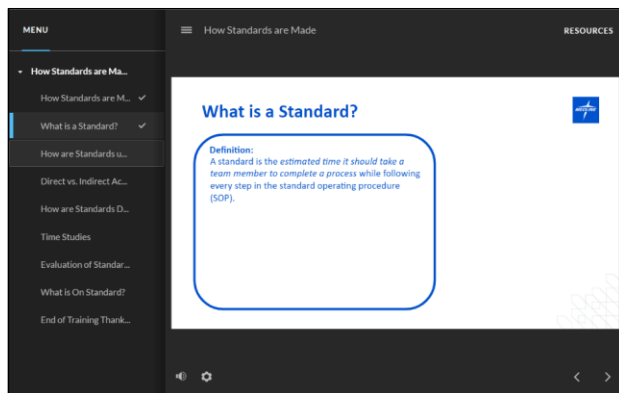 MENU
How Standards are Made
RESOURCES
How Standards are Ma...
How Standards are M...
What is a Standard?
How are Standards u...
Direct vs. Indirect Ac...
How are Standards D...
Time Studies
Evaluation of Standar...
What is On Standard?
End of Training Thank...
What is a Standard?
MEDLINE
Definition:
A standard is the estimated time it should take a
team member to complete a process while following
every step in the standard operating procedure
(SOP).